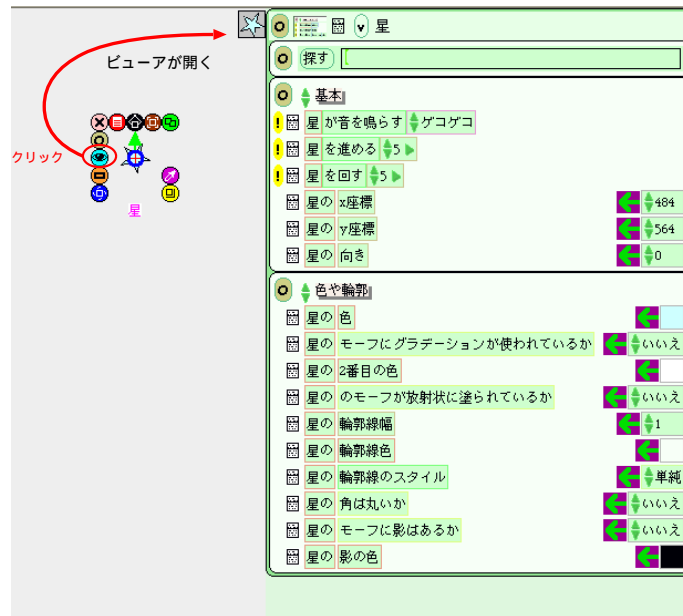 星
ビューアが開く
クリック
星
探す
基本
! 星 が音を鳴らす ゲコゲコ
! 星 を進める 5
! 星 を回す 5
星の x座標 484
星の y座標 564
星の 向き 0
色や輪郭
星の 色
星の モーフにグラデーションが使われているか いいえ
星の 2番目の色
星の のモーフが放射状に塗られているか いいえ
星の 輪郭線幅 1
星の 輪郭線色
星の 輪郭線のスタイル 単純
星の 角は丸いか いいえ
星の モーフに影はあるか いいえ
星の 影の色